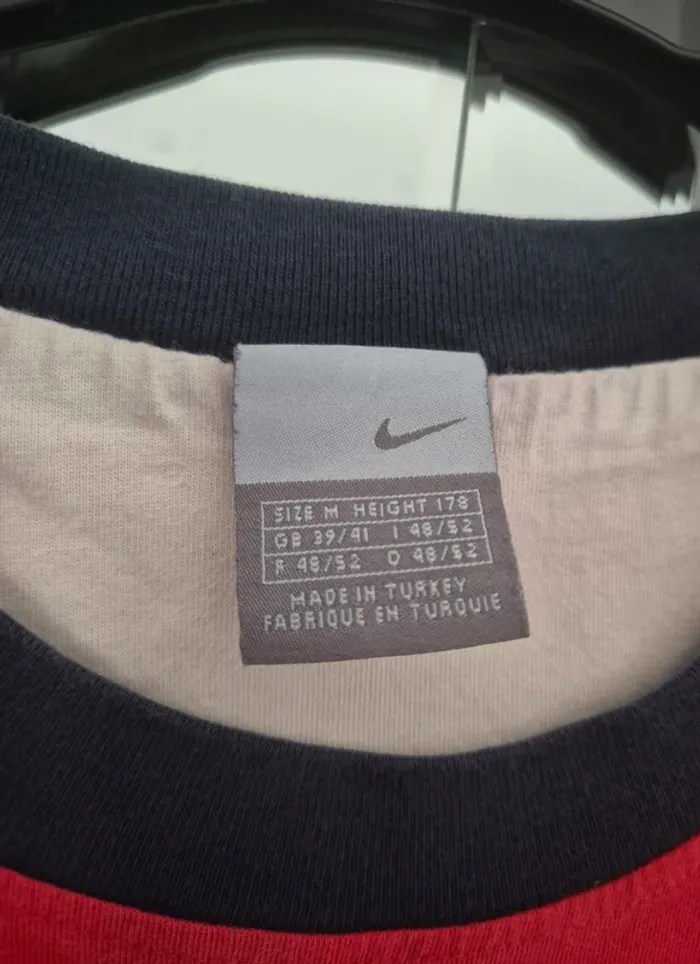 SIZE M HEIGHT 178
GB 39/41 I 48/52
F 48/52 D 48/52
MADE IN TURKEY
FABRIQUE EN TURQUIE